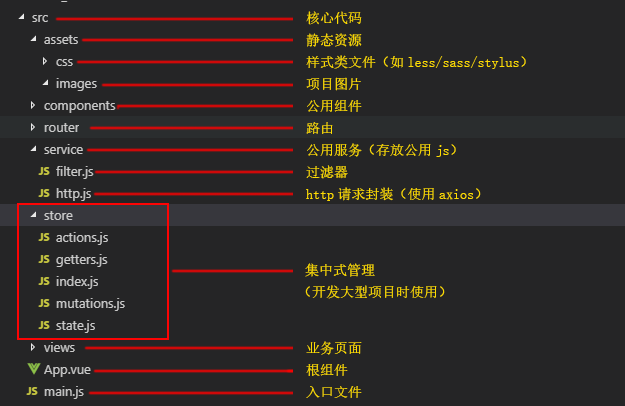 src 核心代码
assets 静态资源
css 样式类文件（如 less/sass/stylus）
images 项目图片
components 公用组件
router 路由
service 公用服务（存放公用 js）
JS filter.js 过滤器
JS http.js http 请求封装（使用 axios）
store
JS actions.js
JS getters.js
JS index.js
JS mutations.js
JS state.js
集中式管理
（开发大型项目时使用）
views 业务页面
App.vue 根组件
JS main.js 入口文件